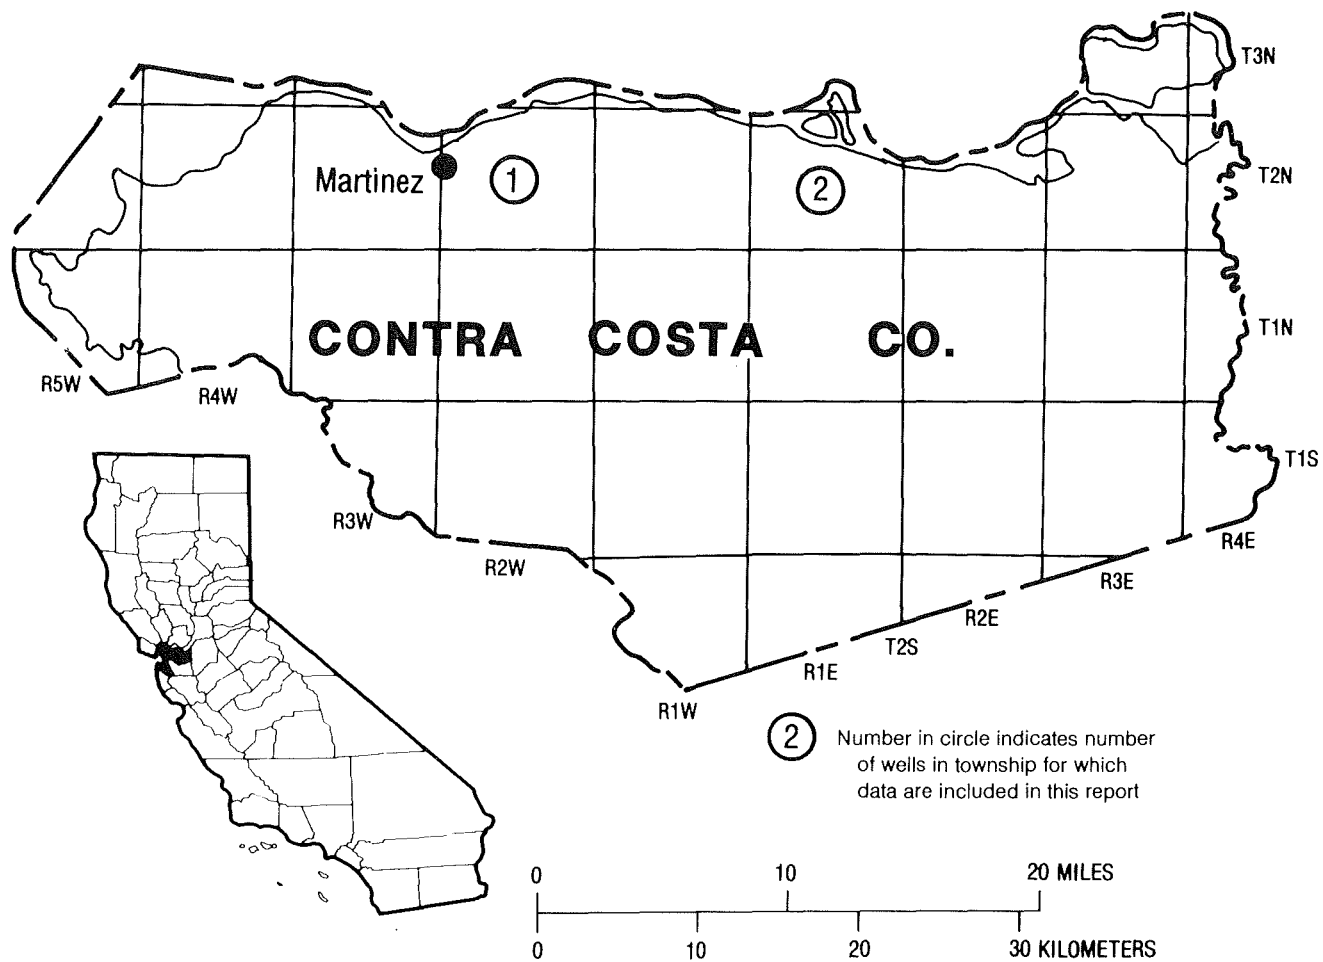 T3N
Martinez
1
2
T2N
CONTRA COSTA CO.
T1N
R5W
R4W
T1S
R3W
R4E
R2W
R3E
R2E
T2S
R1E
R1W
2
Number in circle indicates number
of wells in township for which
data are included in this report
0 10 20 MILES
0 10 20 30 KILOMETERS